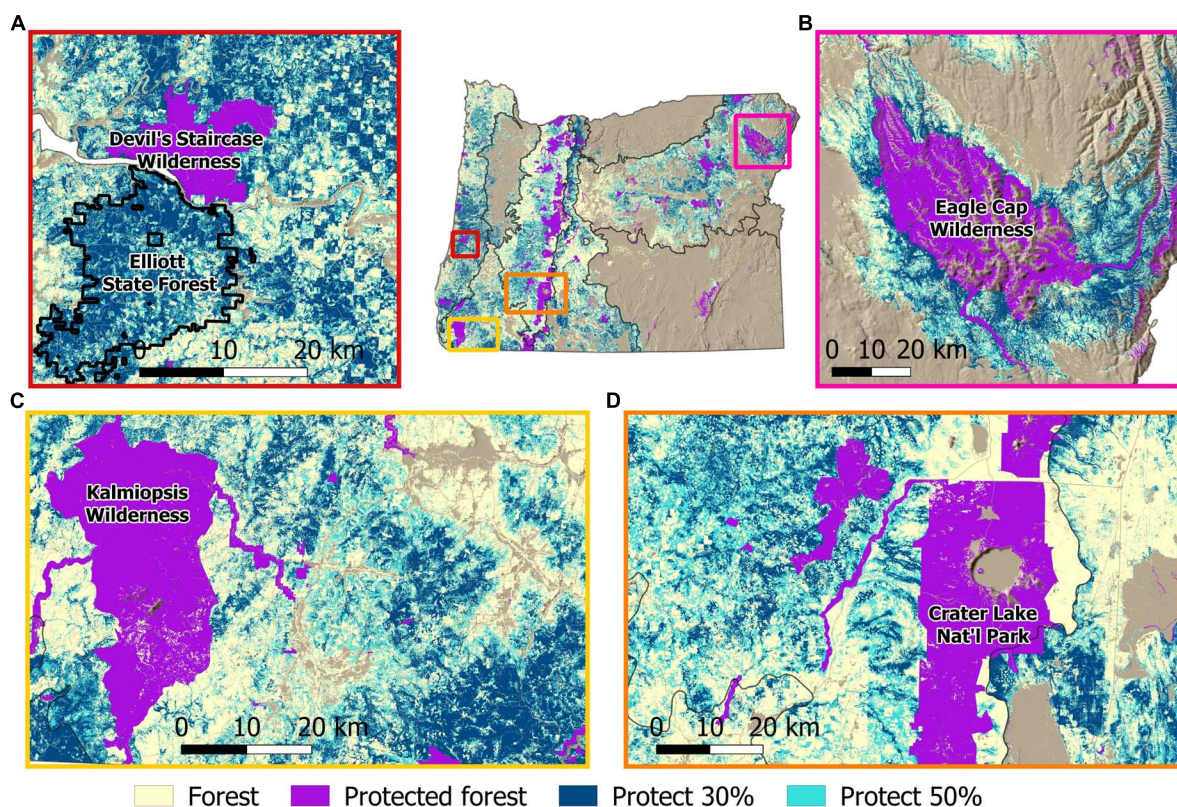 A
Devil's Staircase
Wilderness
Elliott
State Forest
0 10 20 km
B
Eagle Cap
Wilderness
0 10 20 km
C
Kalmiopsis
Wilderness
0 10 20 km
D
Crater Lake
Nat'l Park
0 10 20 km
Forest
Protected forest
Protect 30%
Protect 50%